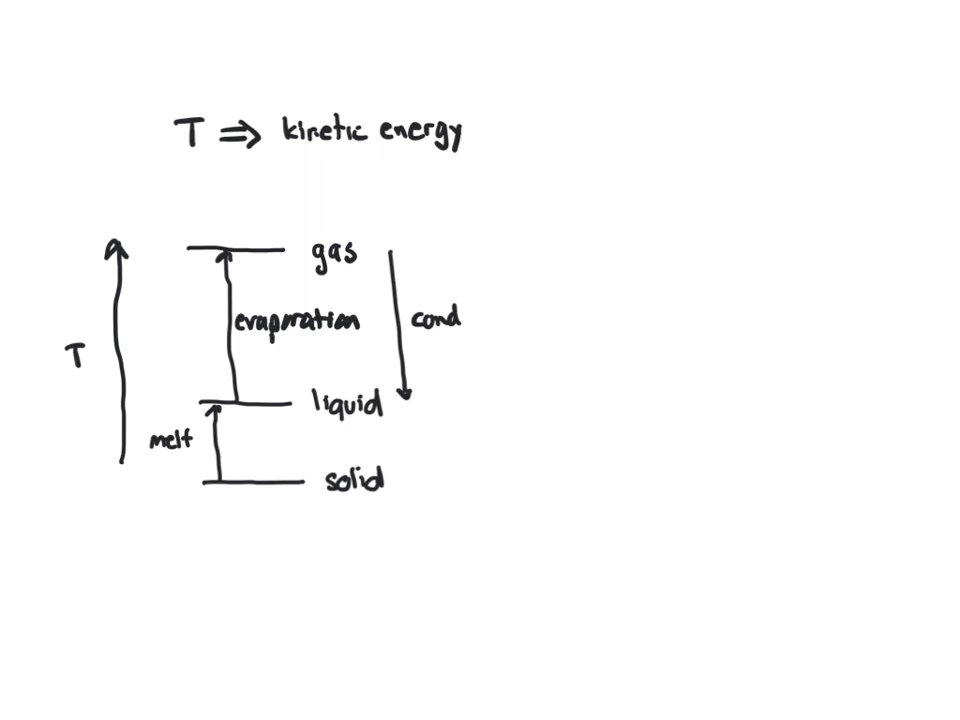 T ⇒ kinetic energy
gas
evaporation
cond
T
liquid
melt
solid